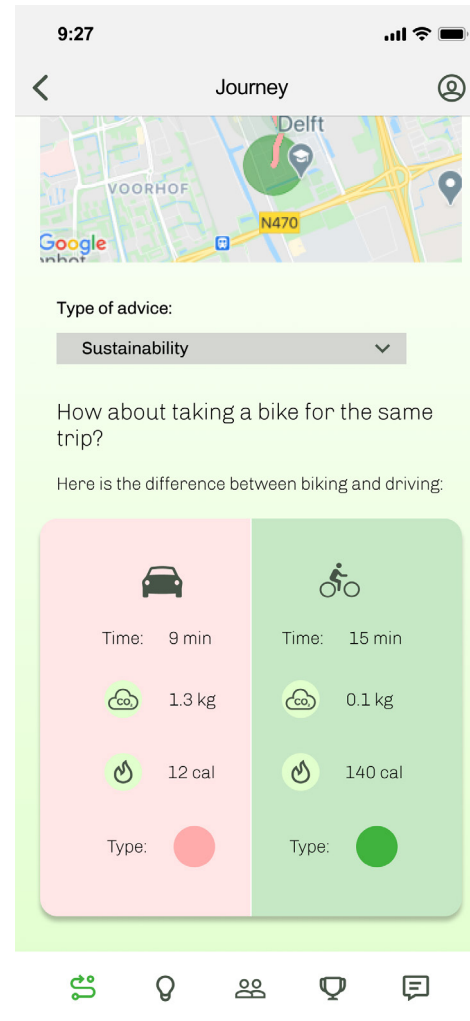 9:27
Journey
Delft
VOORHOF
N470
Google
Type of advice:
Sustainability
How about taking a bike for the same
trip?
Here is the difference between biking and driving:
Time: 9 min
Time: 15 min
CO₂ 1.3 kg
CO₂ 0.1 kg
12 cal
140 cal
Type:
Type: